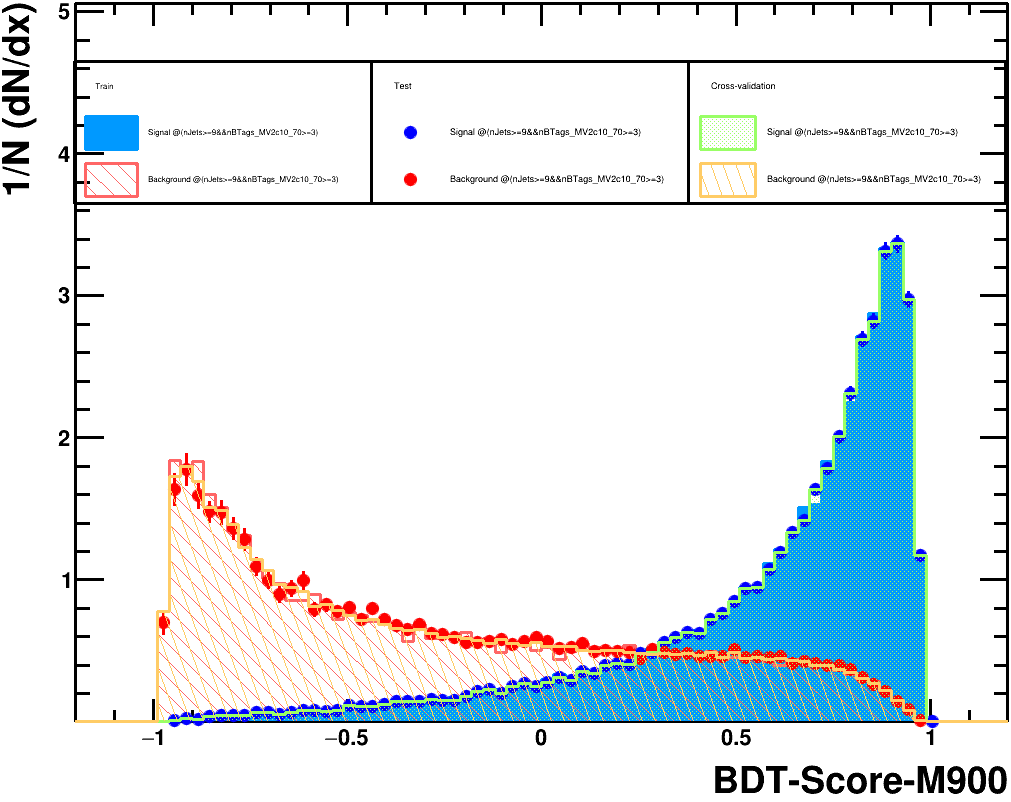 1/N (dN/dx)
5
4
3
2
1
Train
Test
Cross-validation
Signal @(nJets>=9&&nBTags_MV2c10_70>=3)
Signal @(nJets>=9&&nBTags_MV2c10_70>=3)
Signal @(nJets>=9&&nBTags_MV2c10_70>=3)
Background @(nJets>=9&&nBTags_MV2c10_70>=3)
Background @(nJets>=9&&nBTags_MV2c10_70>=3)
Background @(nJets>=9&&nBTags_MV2c10_70>=3)
−1 −0.5 0 0.5 1
BDT-Score-M900